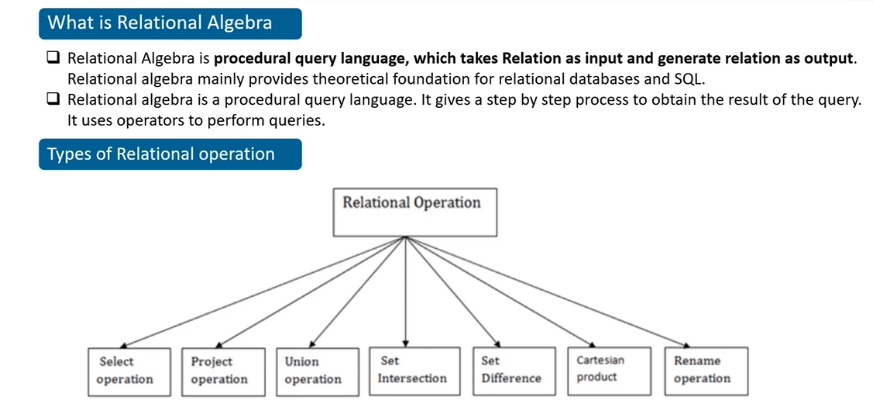 What is Relational Algebra
❑ Relational Algebra is procedural query language, which takes Relation as input and generate relation as output.
Relational algebra mainly provides theoretical foundation for relational databases and SQL.
❑ Relational algebra is a procedural query language. It gives a step by step process to obtain the result of the query.
It uses operators to perform queries.
Types of Relational operation
Relational Operation
Select
operation
Project
operation
Union
operation
Set
Intersection
Set
Difference
Cartesian
product
Rename
operation